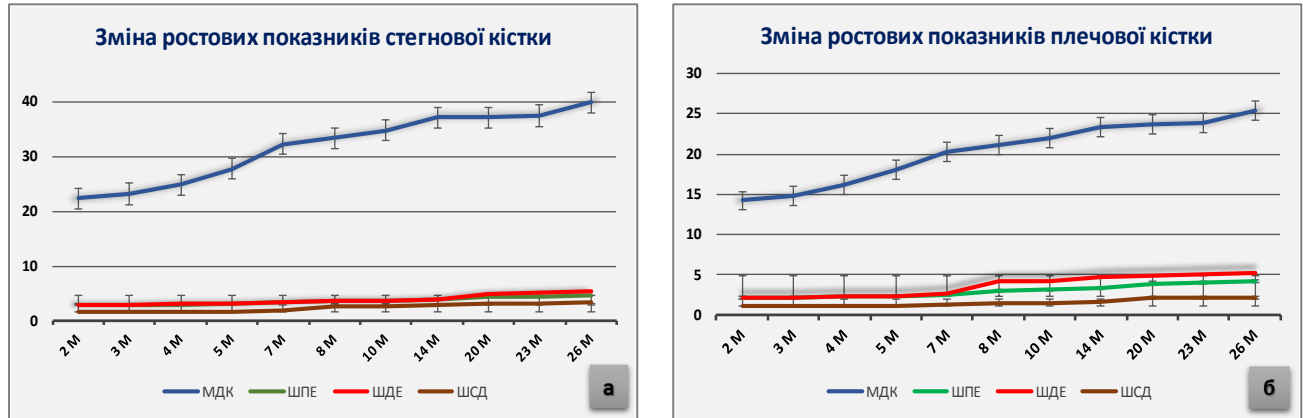 Зміна ростових показників стегнової кістки
40
30
20
10
0
2 М 3 М 4 М 5 М 7 М 8 М 10 М 14 М 20 М 23 М 26 М
МДК ШПЕ ШДЕ ШСД
а
Зміна ростових показників плечової кістки
30
25
20
15
10
5
0
2 М 3 М 4 М 5 М 7 М 8 М 10 М 14 М 20 М 23 М 26 М
МДК ШПЕ ШДЕ ШСД
б